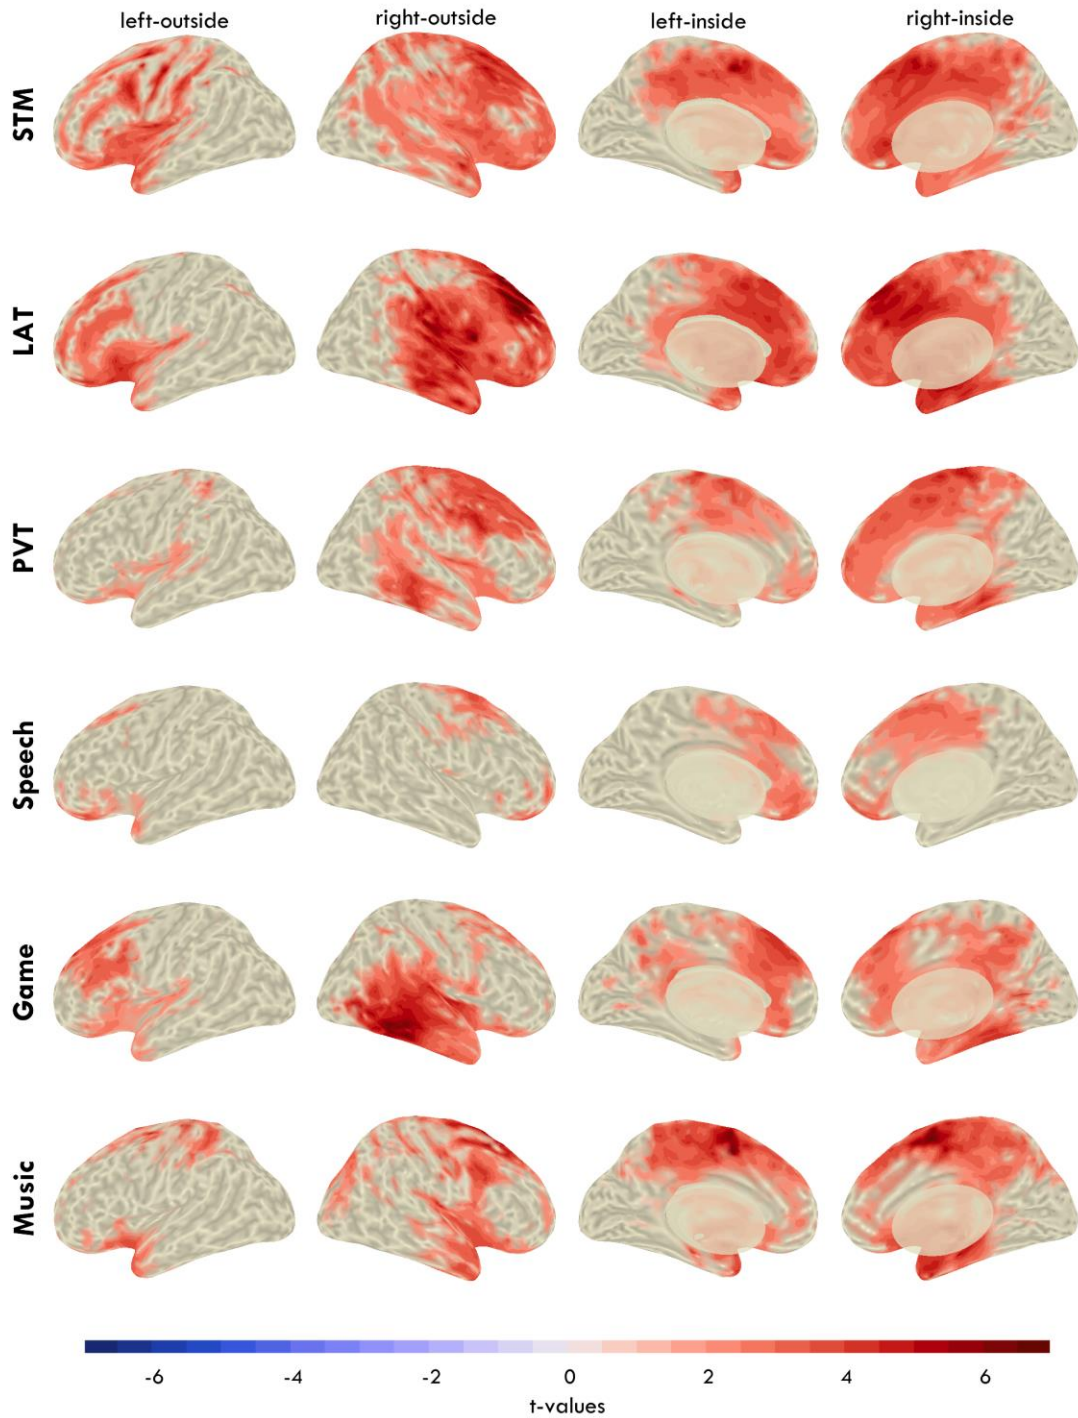 left-outside right-outside left-inside right-inside
STM
LAT
PVT
Speech
Game
Music
-6 -4 -2 0 2 4 6
t-values